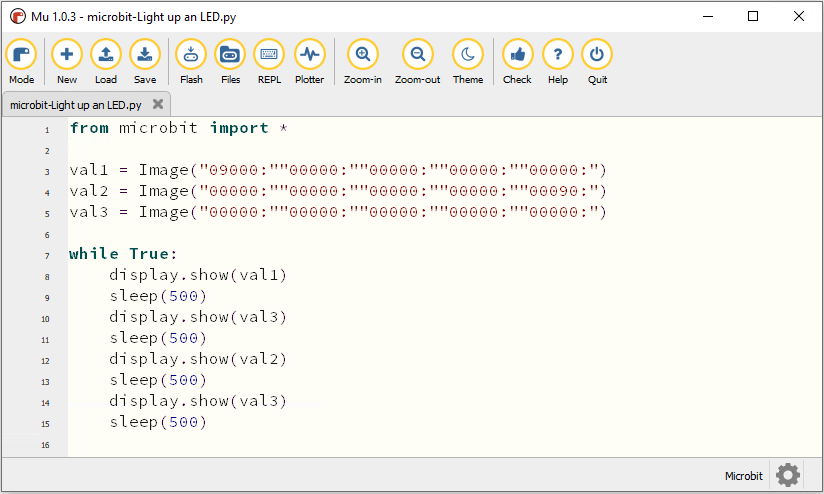 Mu 1.0.3 - microbit-Light up an LED.py
Mode New Load Save Flash Files REPL Plotter Zoom-in Zoom-out Theme Check Help Quit
microbit-Light up an LED.py
1 from microbit import *
2
3 val1 = Image("09000:""00000:""00000:""00000:""00000:")
4 val2 = Image("00000:""00000:""00000:""00000:""00090:")
5 val3 = Image("00000:""00000:""00000:""00000:""00000:")
6
7 while True:
8     display.show(val1)
9     sleep(500)
10     display.show(val3)
11     sleep(500)
12     display.show(val2)
13     sleep(500)
14     display.show(val3)
15     sleep(500)
16
Microbit